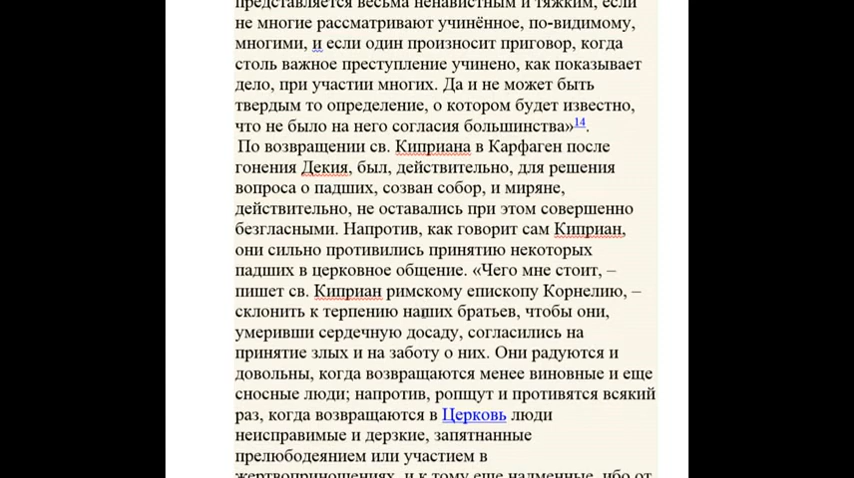 представляется весьма ненавистным и тяжким, если
не многие рассматривают учинённое, по-видимому,
многими, и если один произносит приговор, когда
столь важное преступление учинено, как показывает
дело, при участии многих. Да и не может быть
твердым то определение, о котором будет известно,
что не было на него согласия большинства»14.
По возвращении св. Киприана в Карфаген после
гонения Декия, был, действительно, для решения
вопроса о падших, созван собор, и миряне,
действительно, не оставались при этом совершенно
безгласными. Напротив, как говорит сам Киприан,
они сильно противились принятию некоторых
падших в церковное общение. «Чего мне стоит, –
пишет св. Киприан римскому епископу Корнелию, –
склонить к терпению наших братьев, чтобы они,
умеривши сердечную досаду, согласились на
принятие злых и на заботу о них. Они радуются и
довольны, когда возвращаются менее виновные и еще
сносные люди; напротив, ропщут и противятся всякий
раз, когда возвращаются в Церковь люди
неисправимые и дерзкие, запятнанные
прелюбодеянием или участием в
жертвоприношениях, и к тому еще надменные, ибо от